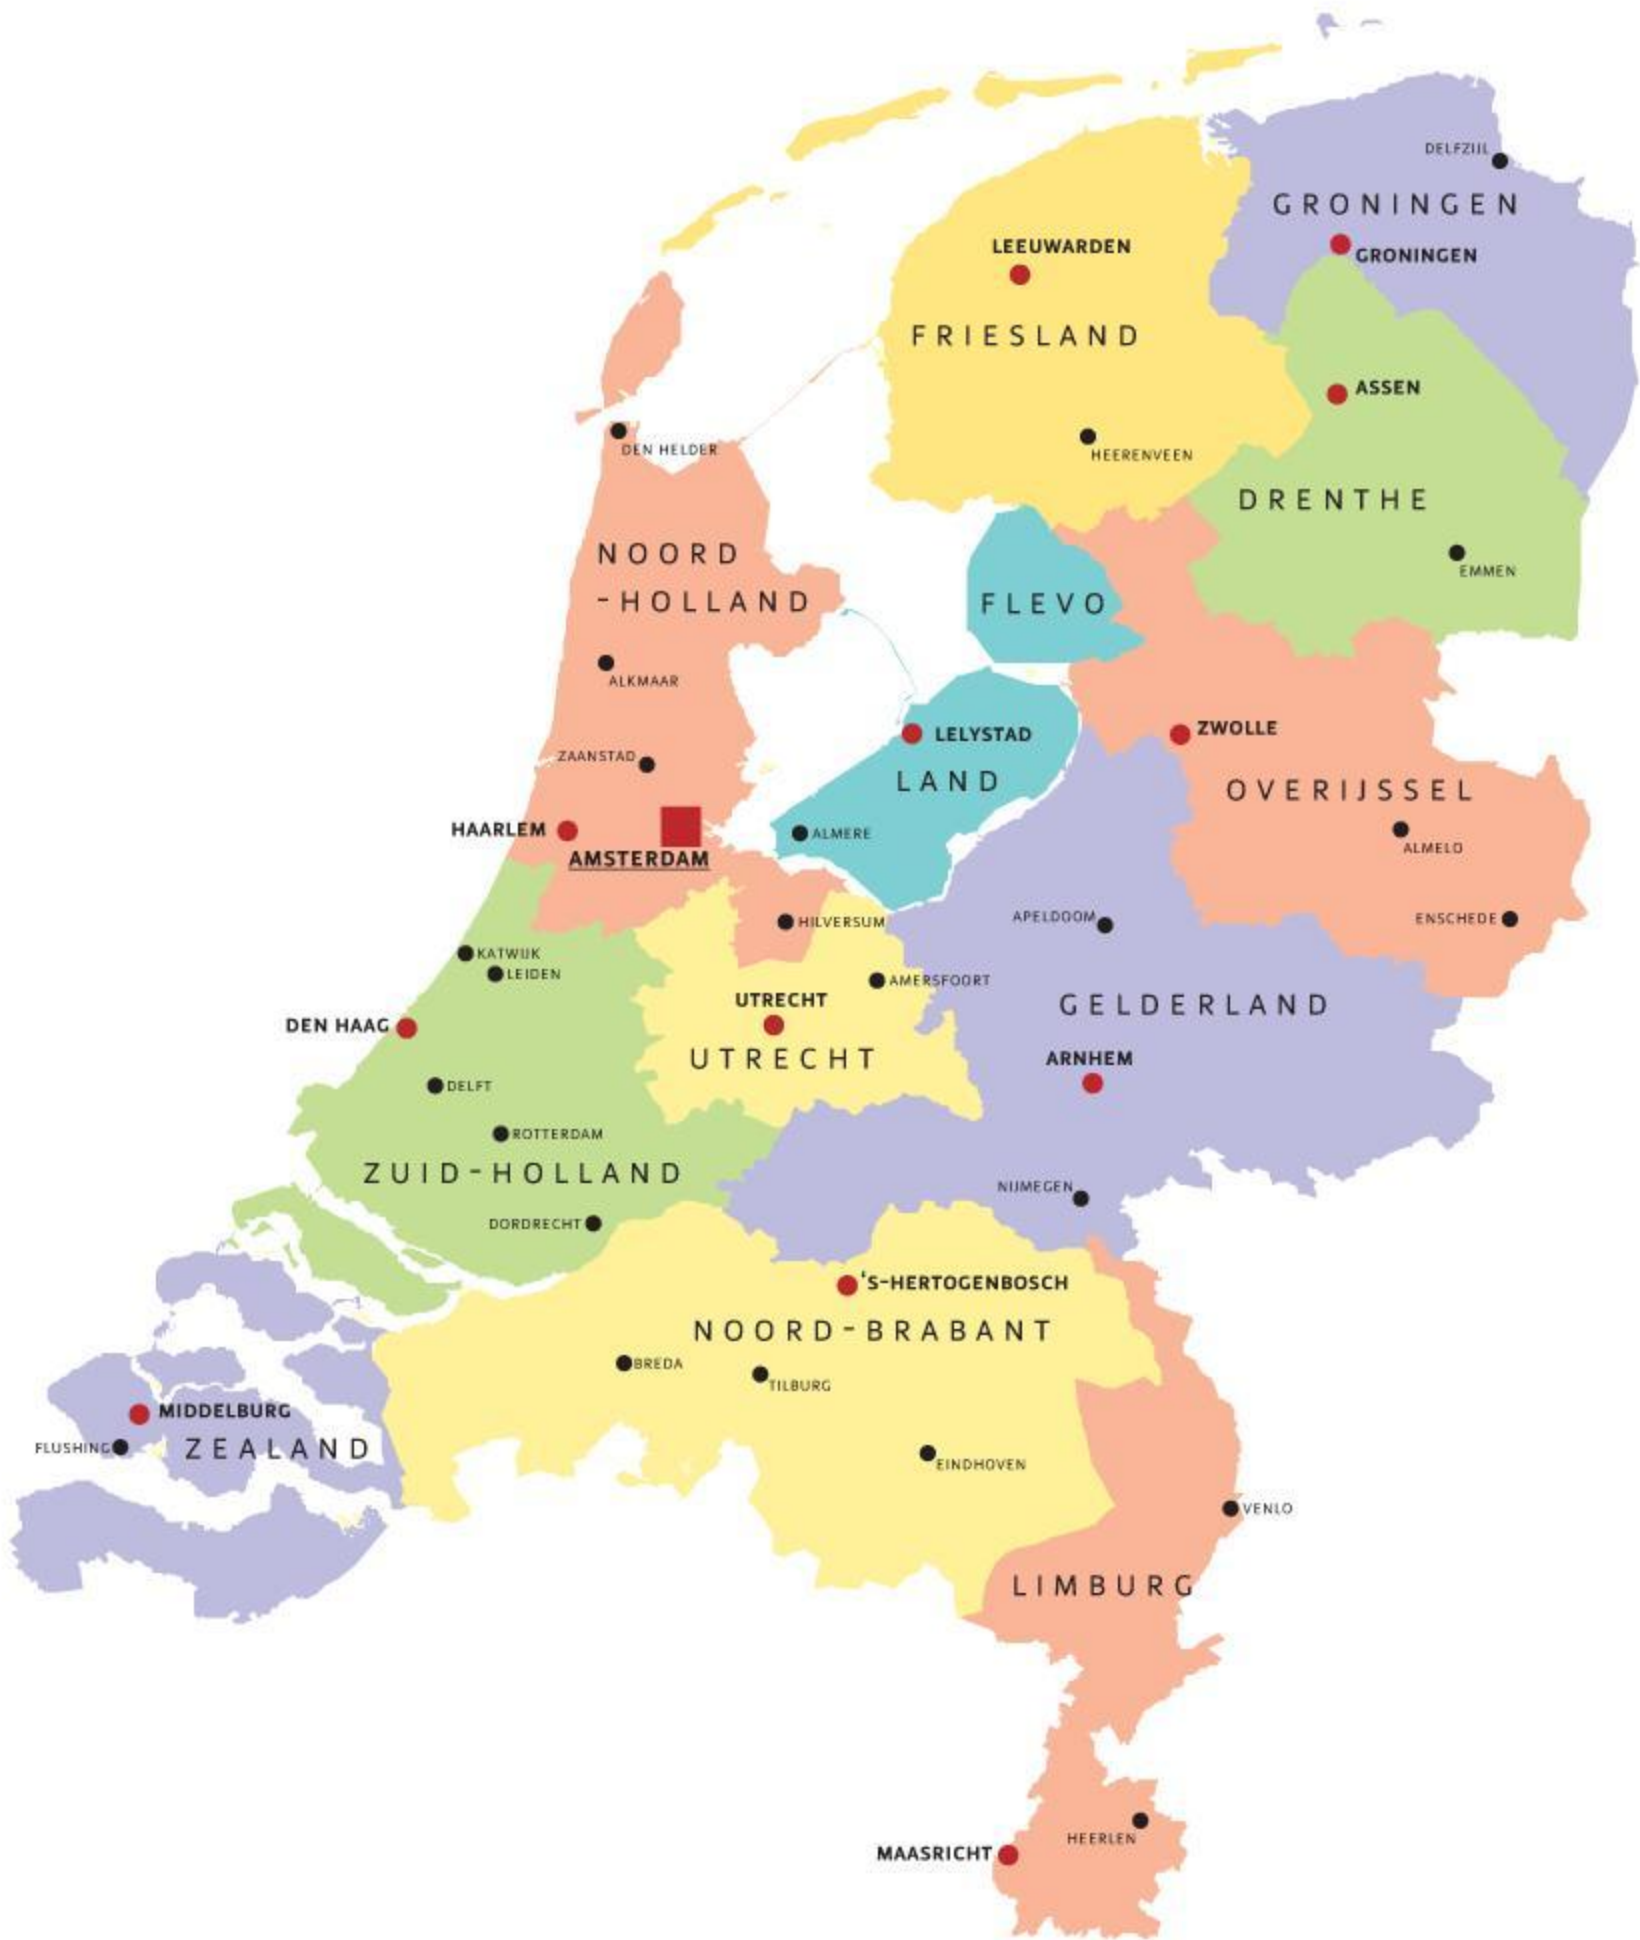 DELFZIJL
GRONINGEN
GRONINGEN
LEEUWARDEN
FRIESLAND
ASSEN
DEN HELDER
HEERENVEEN
DRENTHE
NOORD
-HOLLAND
EMMEN
FLEVO
ALKMAAR
ZWOLLE
LELYSTAD
ZAANSTAD
LAND
OVERIJSSEL
HAARLEM
ALMERE
AMSTERDAM
ALMELO
HILVERSUM
APELDOOM
ENSCHEDE
KATWIJK
LEIDEN
AMERSFOORT
UTRECHT
GELDERLAND
DEN HAAG
UTRECHT
ARNHEM
DELFT
ROTTERDAM
ZUID-HOLLAND
NIJMEGEN
DORDRECHT
'S-HERTOGENBOSCH
NOORD-BRABANT
BREDA
TILBURG
MIDDELBURG
FLUSHING
ZEALAND
EINDHOVEN
VENLO
LIMBURG
HEERLEN
MAASRICHT